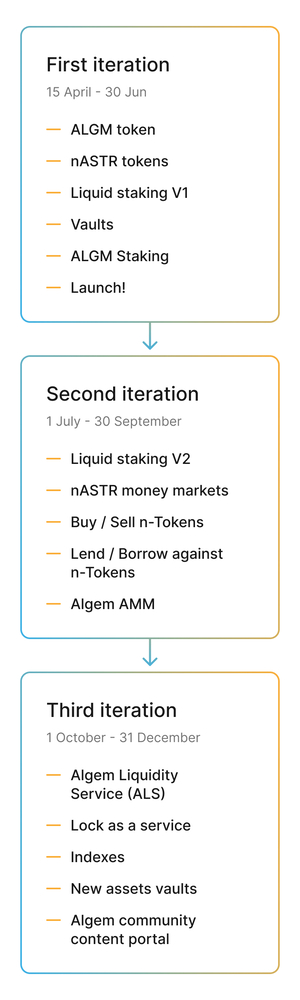 First iteration
15 April - 30 Jun
— ALGM token
— nASTR tokens
— Liquid staking V1
— Vaults
— ALGM Staking
— Launch!
Second iteration
1 July - 30 September
— Liquid staking V2
— nASTR money markets
— Buy / Sell n-Tokens
— Lend / Borrow against
n-Tokens
— Algem AMM
Third iteration
1 October - 31 December
— Algem Liquidity
Service (ALS)
— Lock as a service
— Indexes
— New assets vaults
— Algem community
content portal